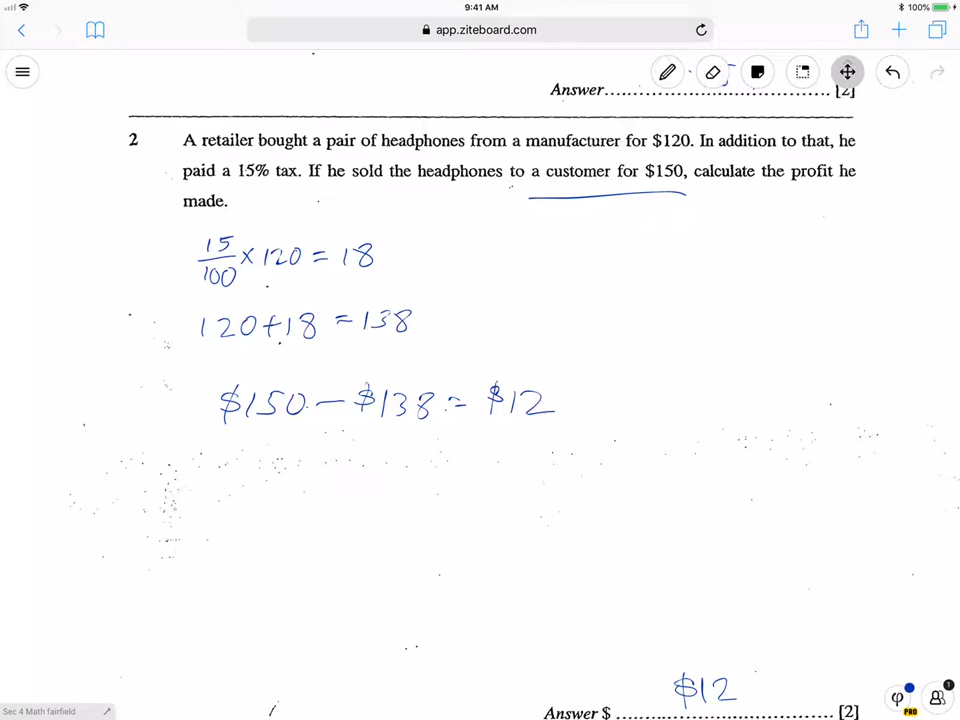 9:41 AM
100%
app.ziteboard.com
Answer.......................................... [2]
2 A retailer bought a pair of headphones from a manufacturer for $120. In addition to that, he
paid a 15% tax. If he sold the headphones to a customer for $150, calculate the profit he
made.
15/100 × 120 = 18
120 + 18 = 138
$150 - $138 = $12
$12
Answer $ .......................................... [2]
Sec 4 Math fairfield
φ
PRO
1